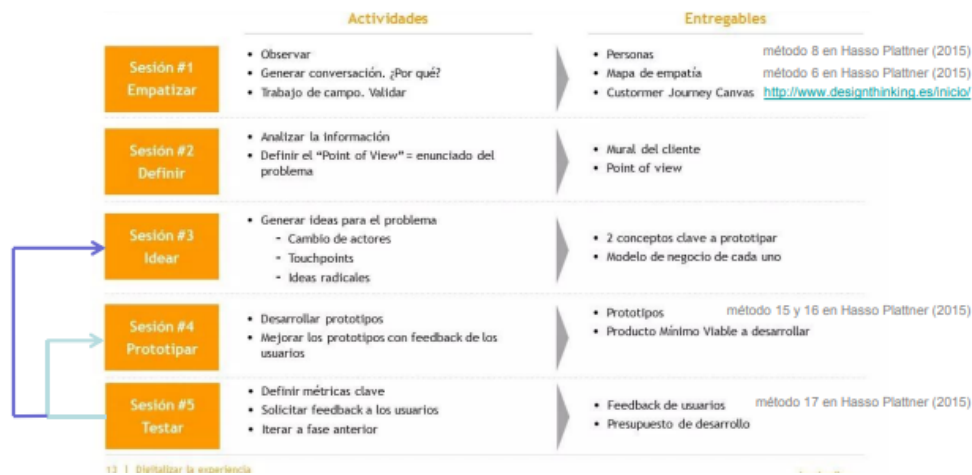 Actividades
Entregables
Sesión #1
Empatizar
• Observar
• Generar conversación. ¿Por qué?
• Trabajo de campo. Validar
• Personas método 8 en Hasso Plattner (2015)
• Mapa de empatía método 6 en Hasso Plattner (2015)
• Custormer Journey Canvas http://www.designthinking.es/inicio/
Sesión #2
Definir
• Analizar la información
• Definir el "Point of View" = enunciado del
problema
• Mural del cliente
• Point of view
Sesión #3
Idear
• Generar ideas para el problema
- Cambio de actores
- Touchpoints
- Ideas radicales
• 2 conceptos clave a prototipar
• Modelo de negocio de cada uno
Sesión #4
Prototipar
• Desarrollar prototipos
• Mejorar los prototipos con feedback de los
usuarios
• Prototipos método 15 y 16 en Hasso Plattner (2015)
• Producto Mínimo Viable a desarrollar
Sesión #5
Testar
• Definir métricas clave
• Solicitar feedback a los usuarios
• Iterar a fase anterior
• Feedback de usuarios método 17 en Hasso Plattner (2015)
• Presupuesto de desarrollo
| Digitalizar la experiencia